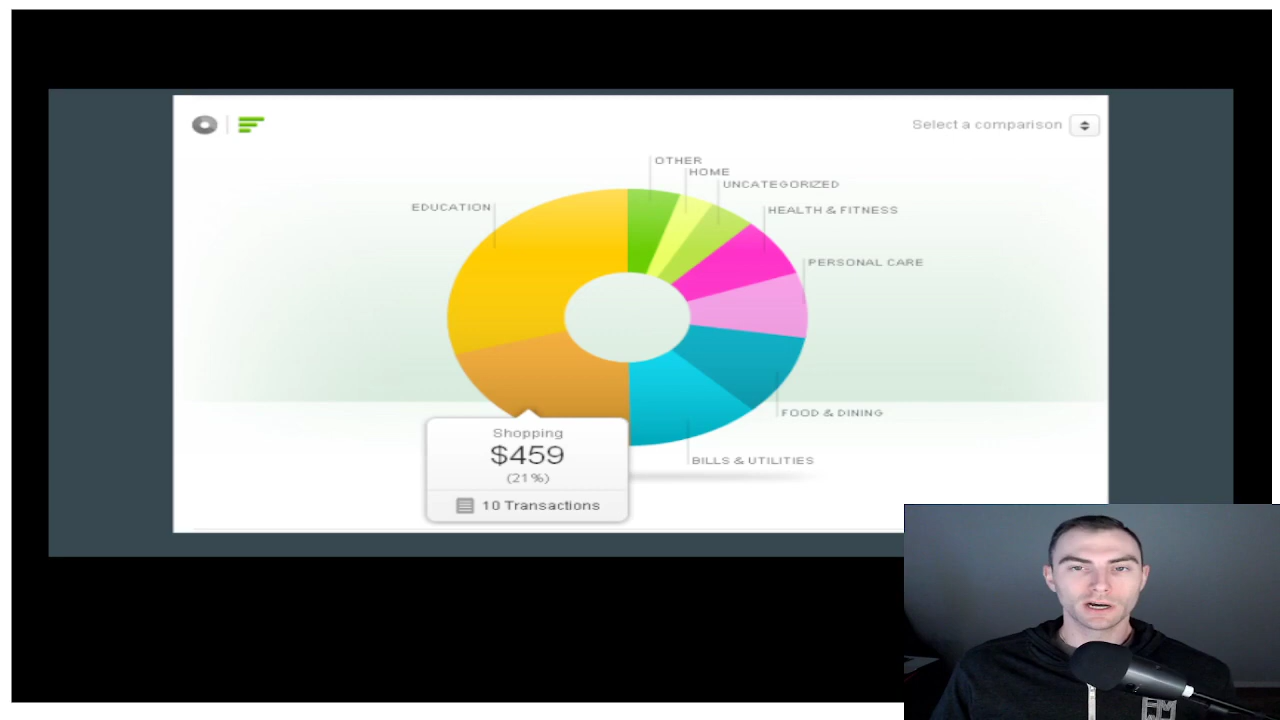 Select a comparison
OTHER
HOME
UNCATEGORIZED
EDUCATION
HEALTH & FITNESS
PERSONAL CARE
FOOD & DINING
Shopping
$459
(21%)
10 Transactions
BILLS & UTILITIES